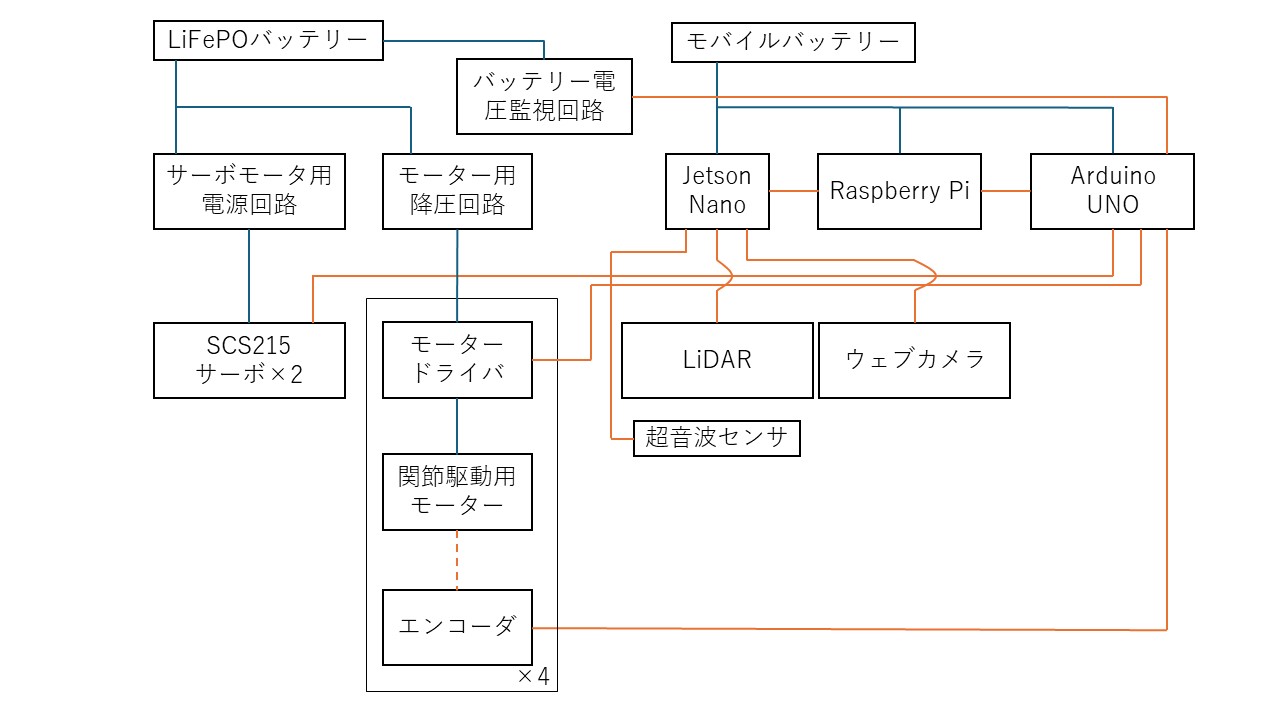 LiFePOバッテリー
モバイルバッテリー
バッテリー電
圧監視回路
サーボモータ用
電源回路
モーター用
降圧回路
Jetson
Nano
Raspberry Pi
Arduino
UNO
SCS215
サーボ×2
モーター
ドライバ
LiDAR
ウェブカメラ
超音波センサ
関節駆動用
モーター
エンコーダ
×4